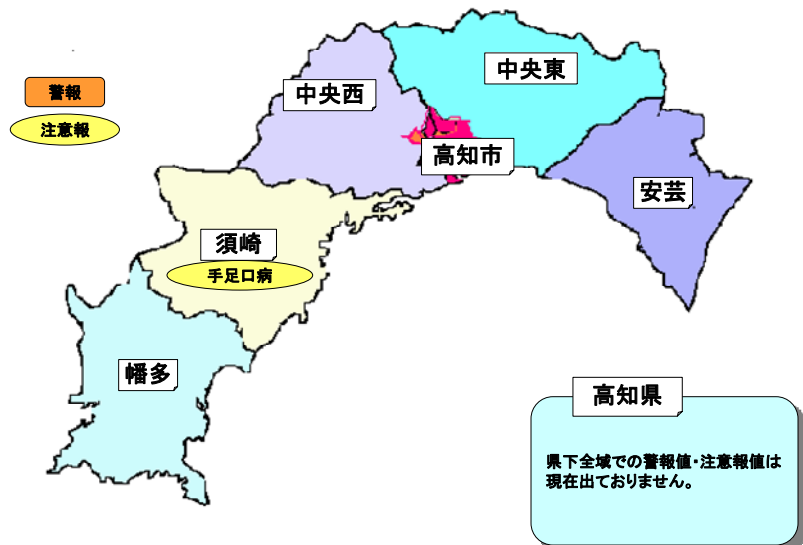 中央東
警報
中央西
注意報
高知市
安芸
須崎
手足口病
幡多
高知県
県下全域での警報値・注意報値は
現在出ておりません。